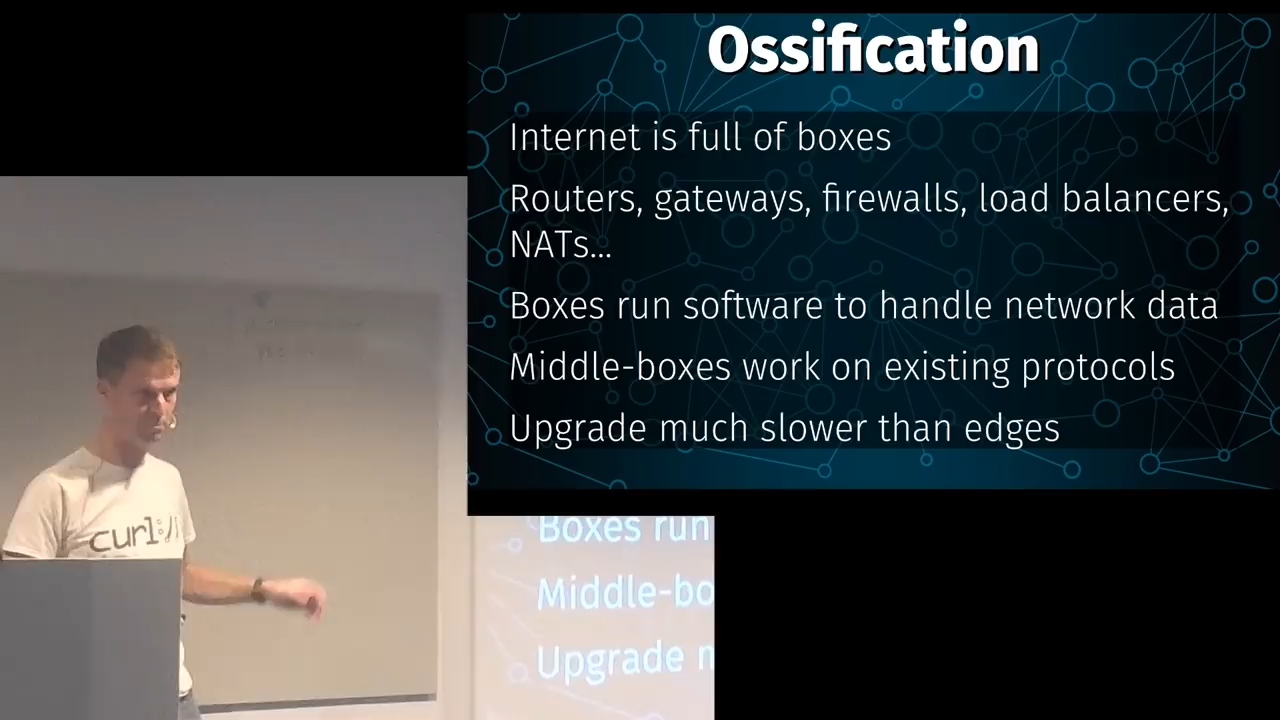 Ossification
Internet is full of boxes
Routers, gateways, firewalls, load balancers,
NATs...
Boxes run software to handle network data
Middle-boxes work on existing protocols
Upgrade much slower than edges
curl:/
Boxes run
Middle-bo
Upgrade